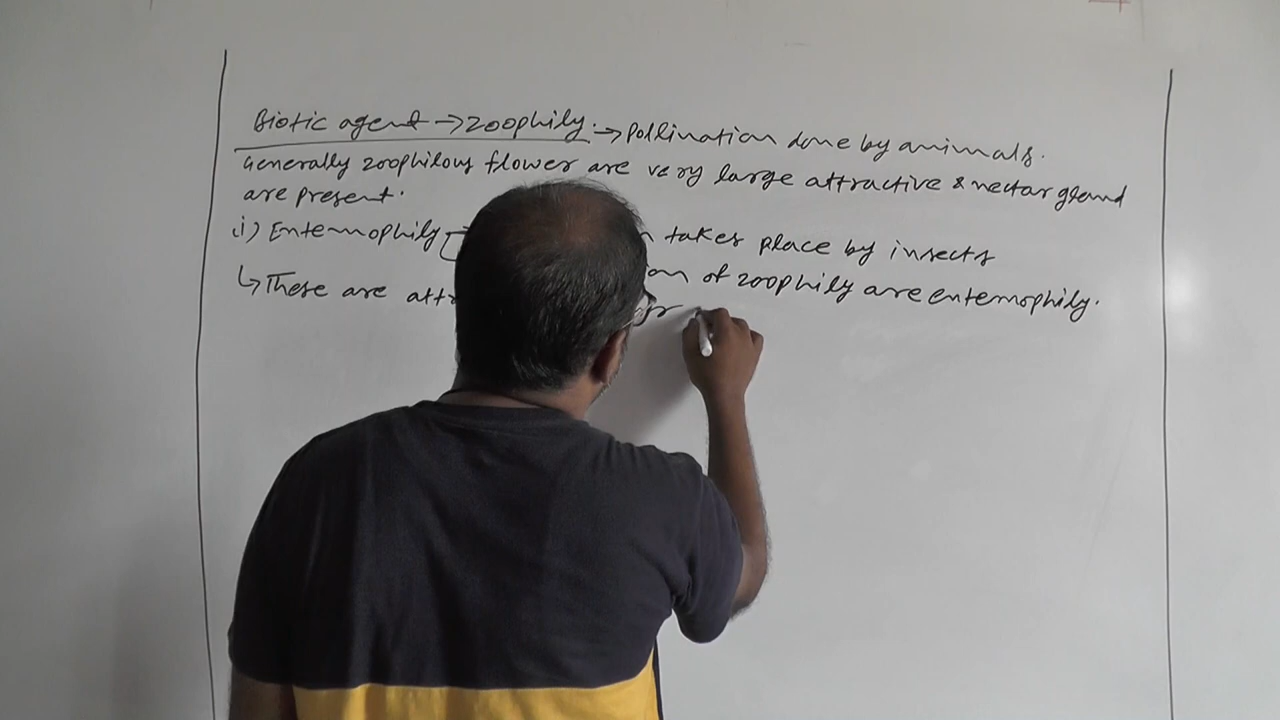 Biotic agent → Zoophily. → Pollination done by animals.
Generally zoophilous flower are very large attractive & nectar gland
are present.
i) Entemophily takes place by insects
of zoophily are entemophily.
↳ These are